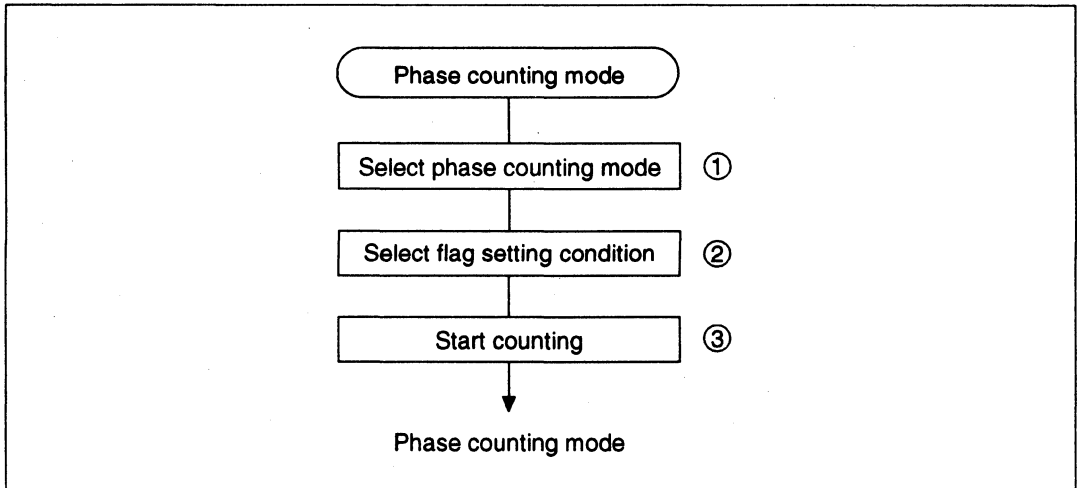 Phase counting mode
Select phase counting mode ①
Select flag setting condition ②
Start counting ③
Phase counting mode